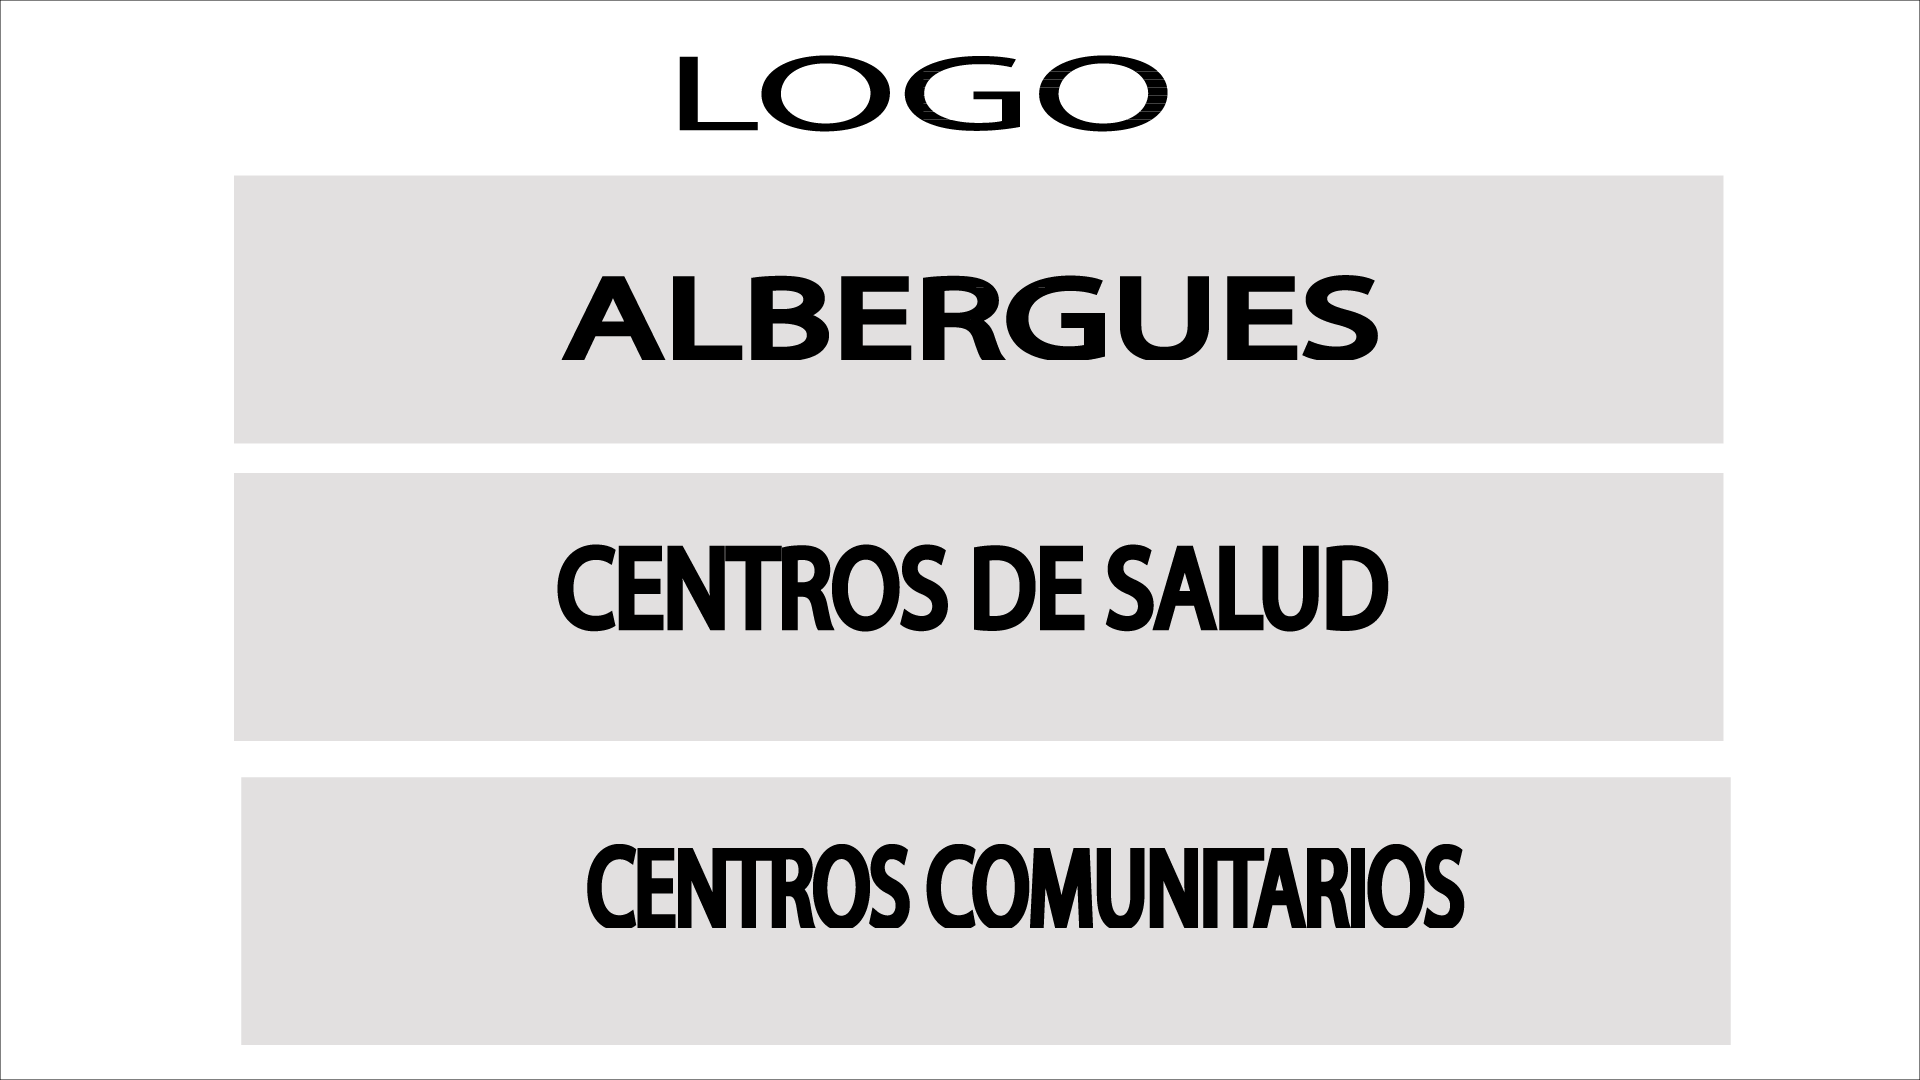 LOGO
ALBERGUES
CENTROS DE SALUD
CENTROS COMUNITARIOS